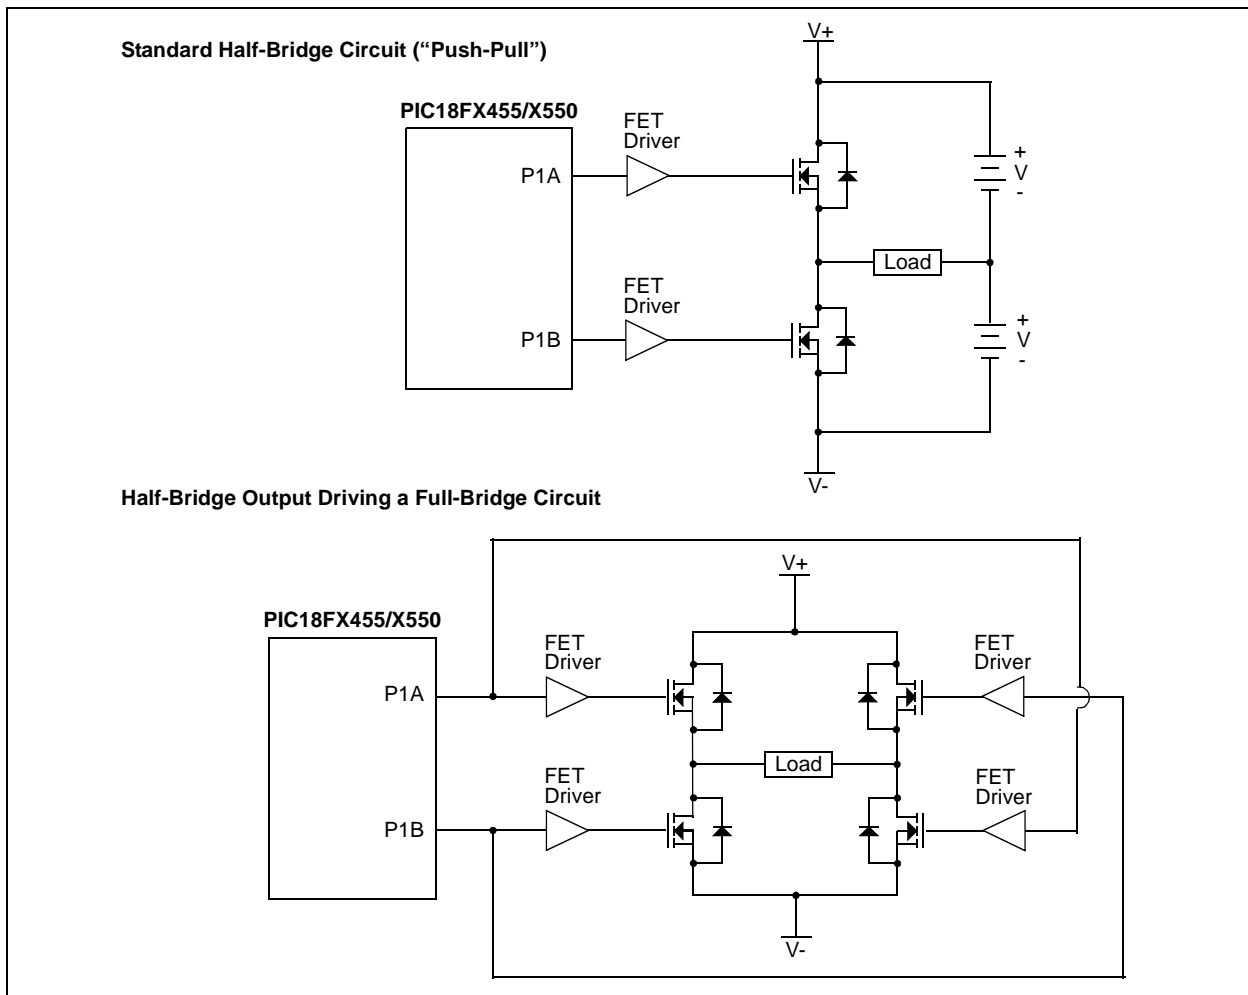 Standard Half-Bridge Circuit (“Push-Pull”)
V+
PIC18FX455/X550
FET
Driver
P1A
+
V
-
Load
FET
Driver
P1B
+
V
-
V-
Half-Bridge Output Driving a Full-Bridge Circuit
V+
PIC18FX455/X550
FET
Driver
FET
Driver
P1A
Load
FET
Driver
FET
Driver
P1B
V-